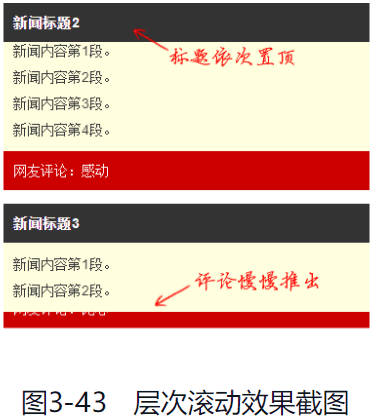 新闻标题2
新闻内容第1段。
标题依次置顶
新闻内容第2段。
新闻内容第3段。
新闻内容第4段。
网友评论：感动
新闻标题3
新闻内容第1段。
评论慢慢推出
新闻内容第2段。
图3-43 层次滚动效果截图